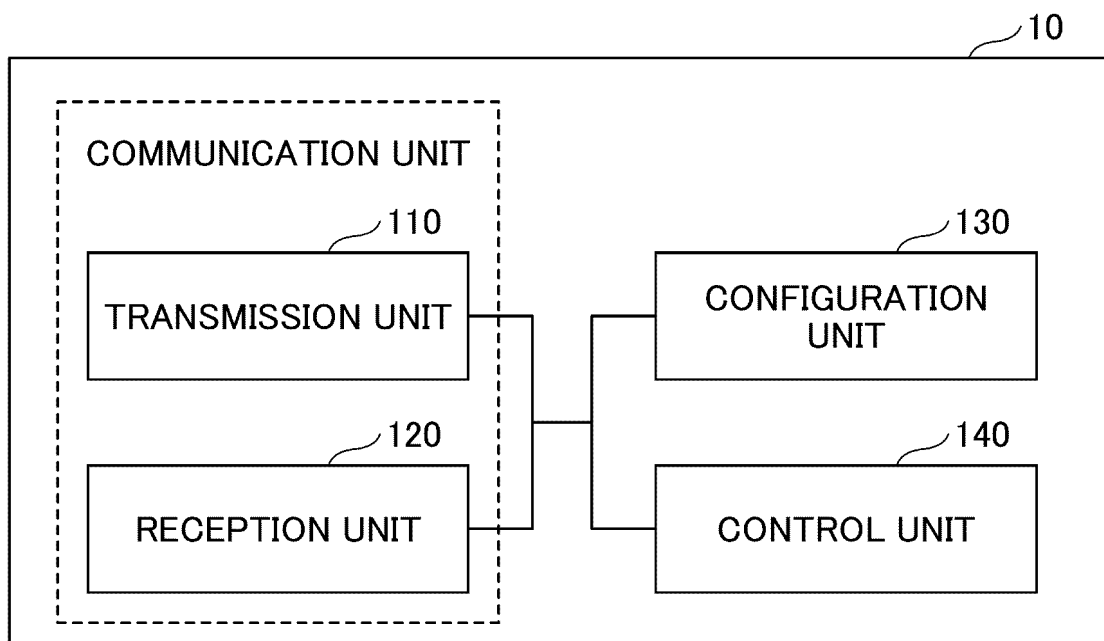 10
COMMUNICATION UNIT
110
TRANSMISSION UNIT
120
RECEPTION UNIT
130
CONFIGURATION
UNIT
140
CONTROL UNIT